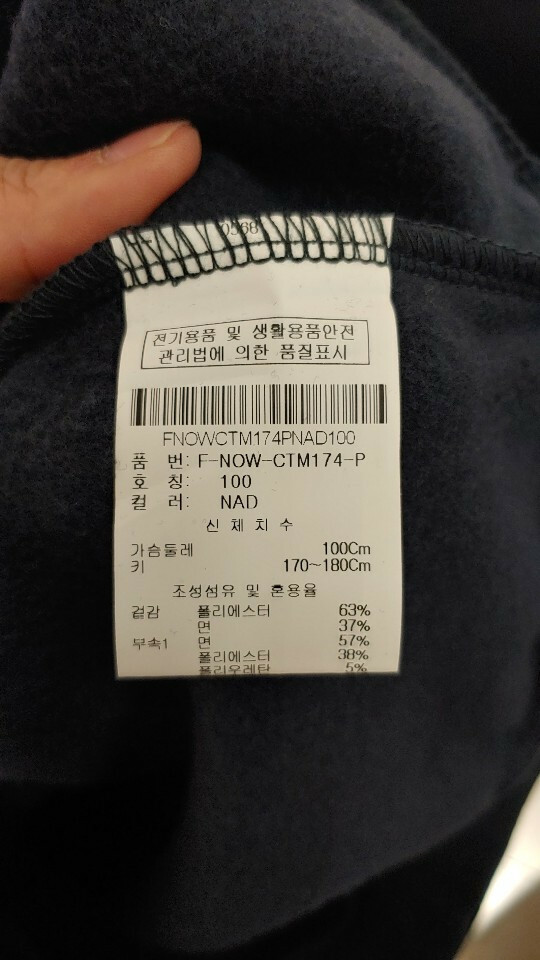 0568
전기용품 및 생활용품안전
관리법에 의한 품질표시
FNOWCTM174PNAD100
품 번: F-NOW-CTM174-P
호 칭: 100
컬 러: NAD
신 체 치 수
가슴둘레 100Cm
키 170~180Cm
조성섬유 및 혼용율
겉감 폴리에스터 63%
면 37%
부속1 면 57%
폴리에스터 38%
폴리우레탄 5%